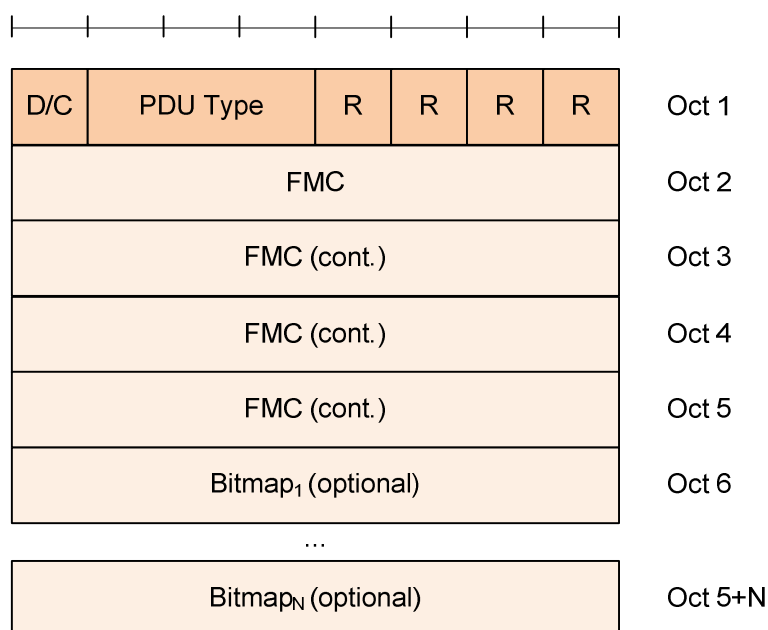 D/C PDU Type R R R R Oct 1
FMC Oct 2
FMC (cont.) Oct 3
FMC (cont.) Oct 4
FMC (cont.) Oct 5
Bitmap₁ (optional) Oct 6
...
Bitmap_N (optional) Oct 5+N